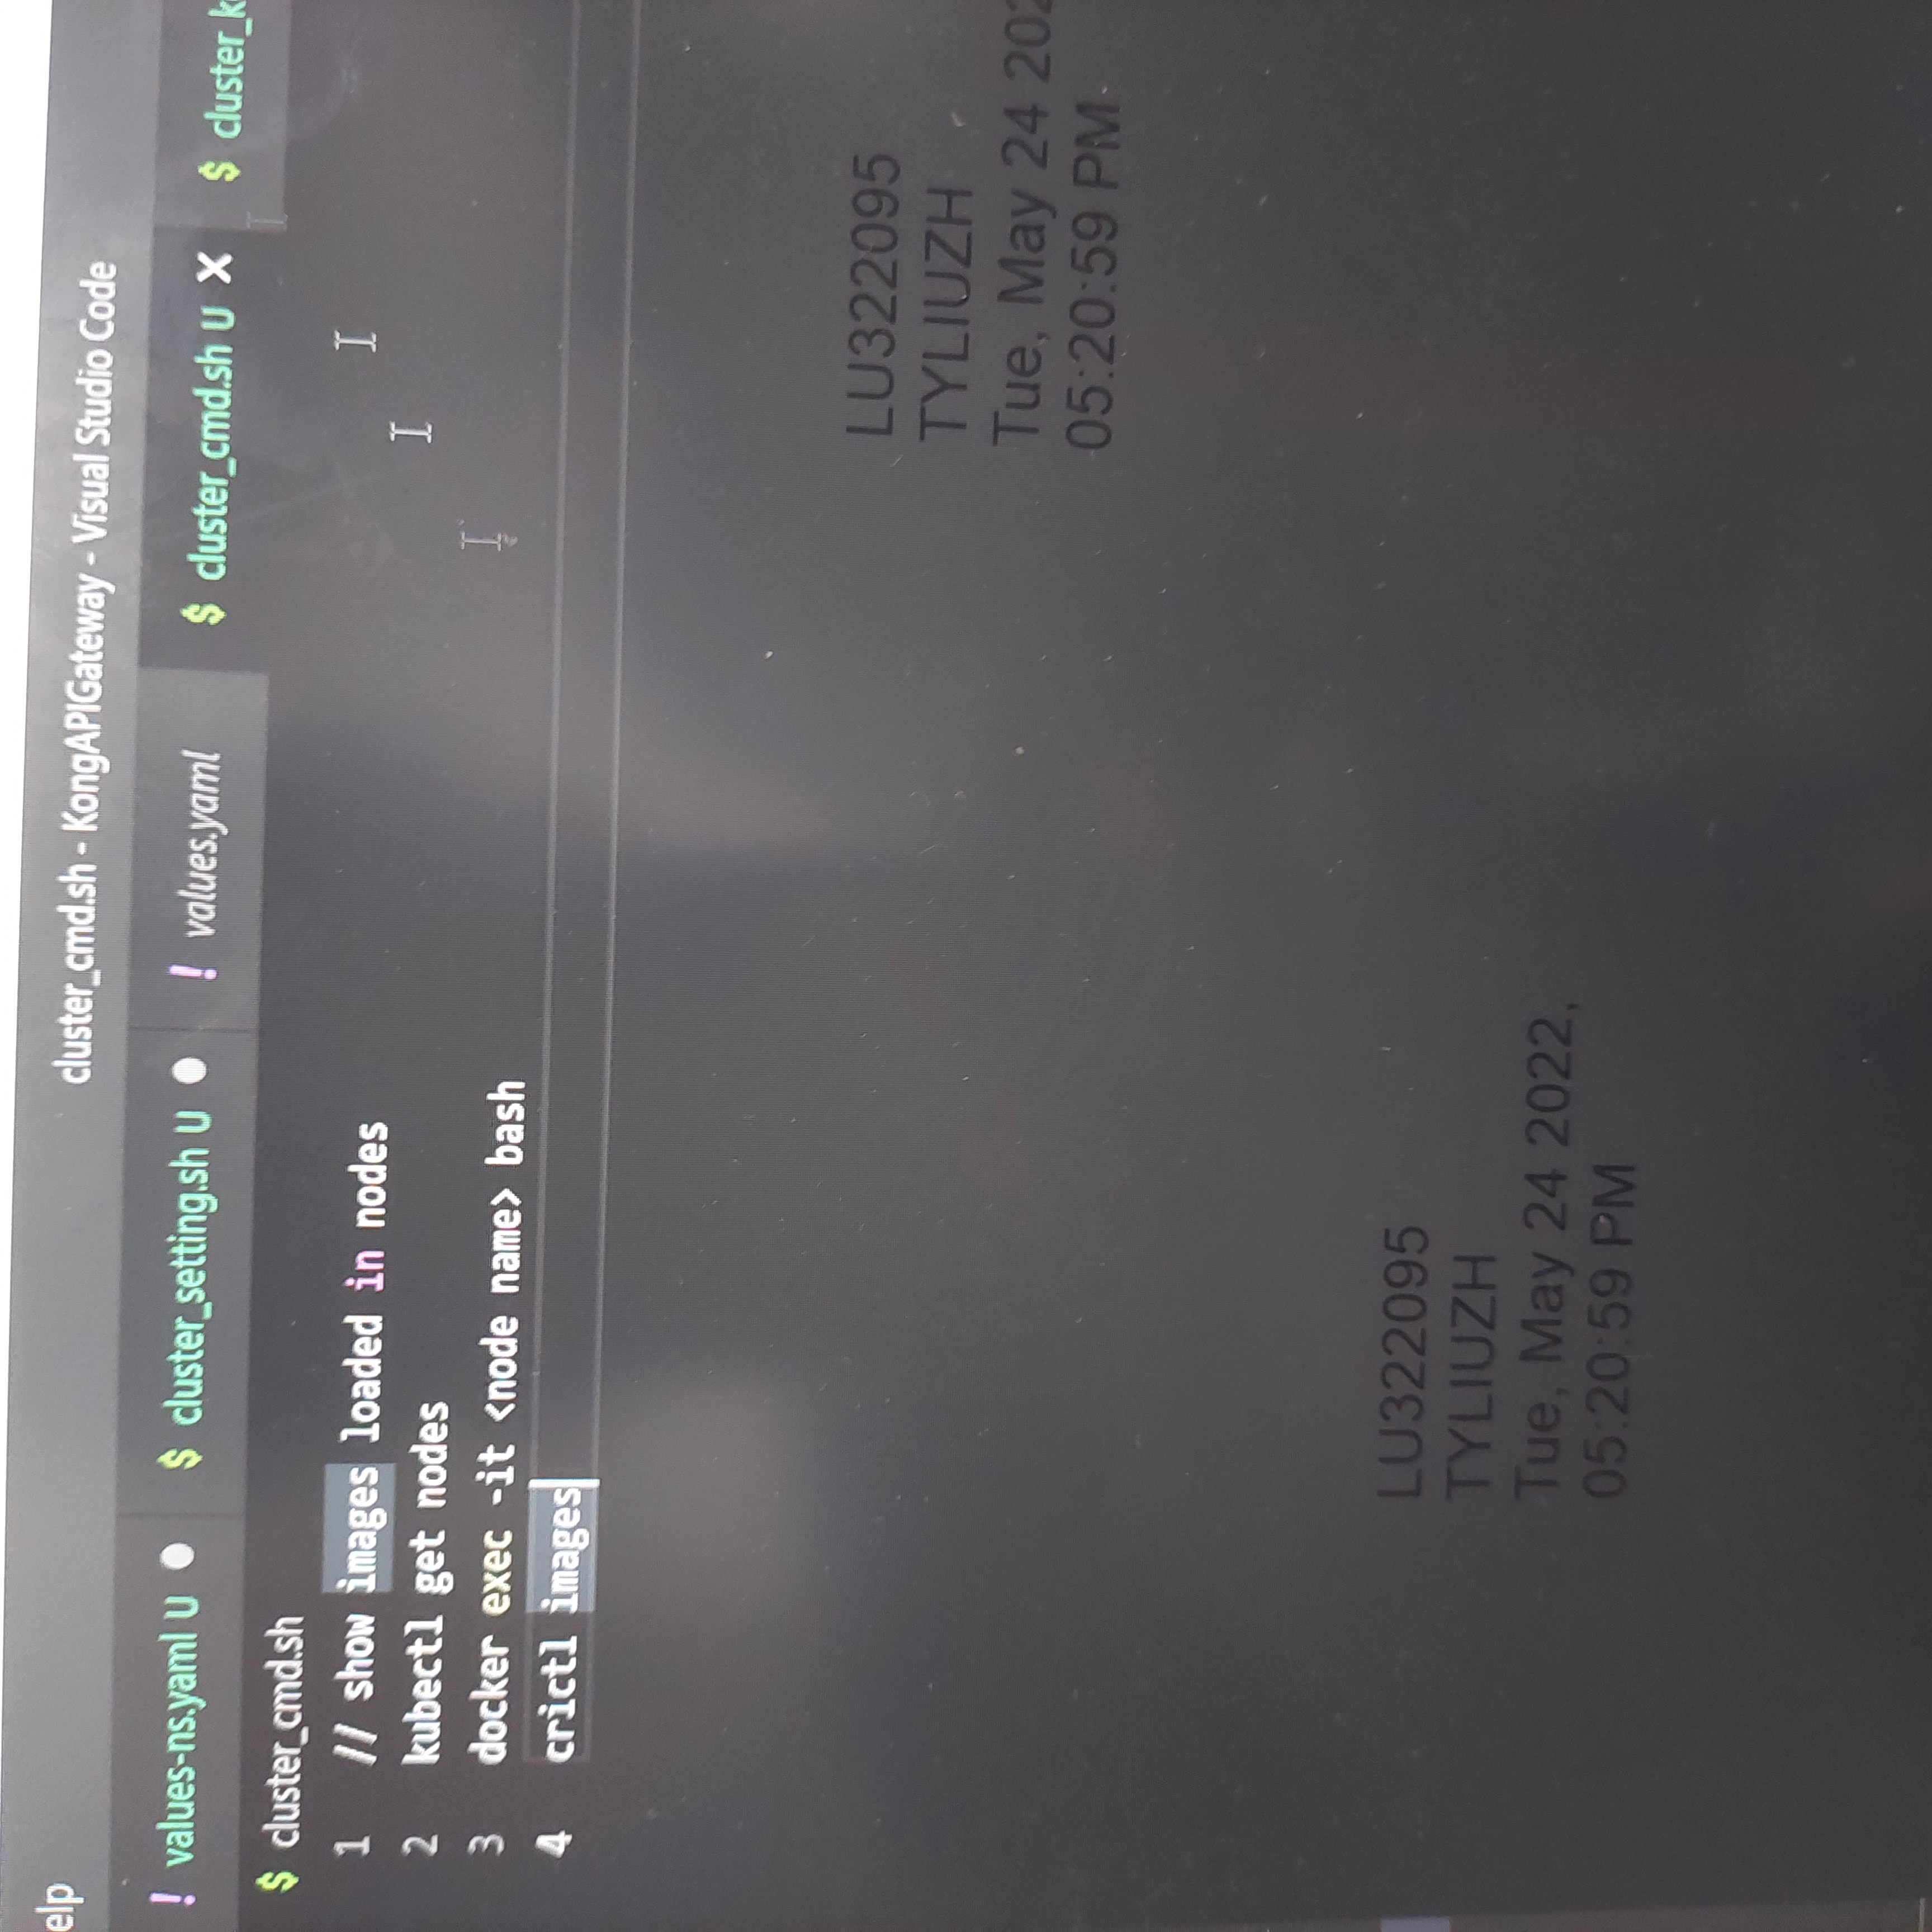 elp
cluster_cmd.sh - KongAPIGateway - Visual Studio Code
! values-ns.yaml U
$ cluster_setting.sh U
! values.yaml
$ cluster_cmd.sh U X
$ cluster_k
$ cluster_cmd.sh
1 // show images loaded in nodes
2 kubectl get nodes
3 docker exec -it <node name> bash
4 crictl images
LU322095
TYLIUZH
Tue, May 24 202
05:20:59 PM
LU322095
TYLIUZH
Tue, May 24 2022,
05:20:59 PM